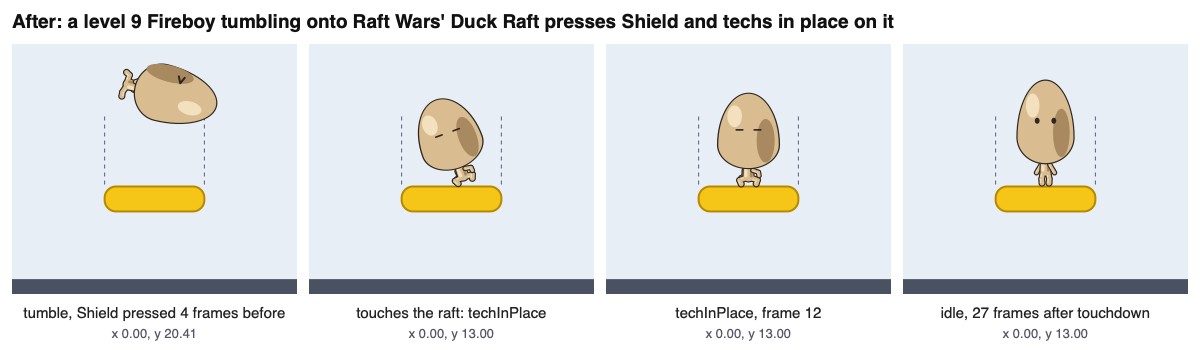 After: a level 9 Fireboy tumbling onto Raft Wars' Duck Raft presses Shield and techs in place on it
tumble, Shield pressed 4 frames before
x 0.00, y 20.41
touches the raft: techInPlace
x 0.00, y 13.00
techInPlace, frame 12
x 0.00, y 13.00
idle, 27 frames after touchdown
x 0.00, y 13.00